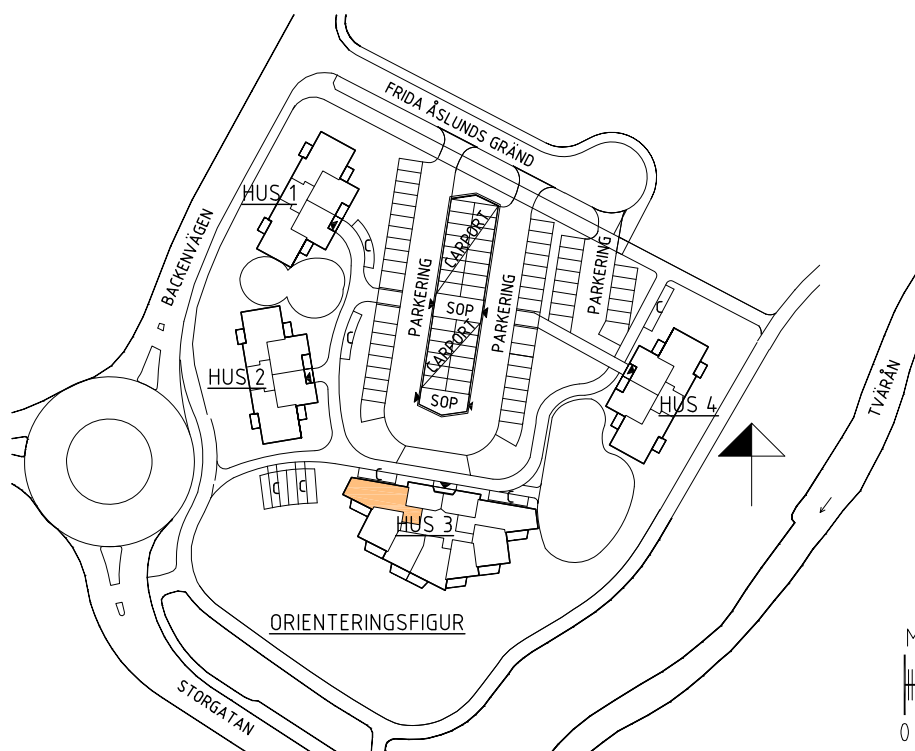 FRIDA ÅSLUNDS GRÄND
HUS 1
BACKENVÄGEN
CARPORT
PARKERING
PARKERING
PARKERING
SOP
CARPORT
HUS 2
SOP
HUS 4
TVÄRÅN
HUS 3
ORIENTERINGSFIGUR
STORGATAN
0